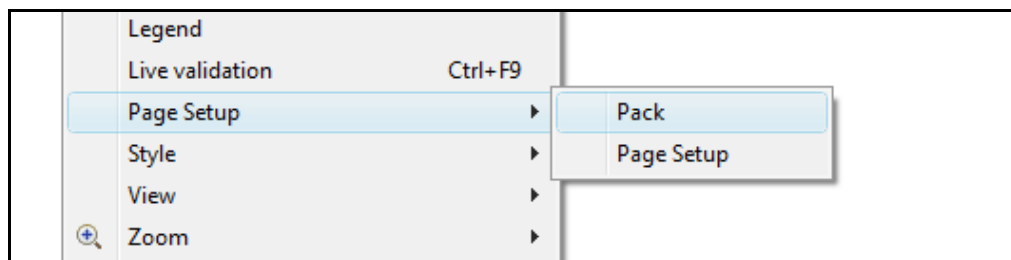 Legend
Live validation Ctrl+F9
Page Setup
Pack
Style
Page Setup
View
Zoom